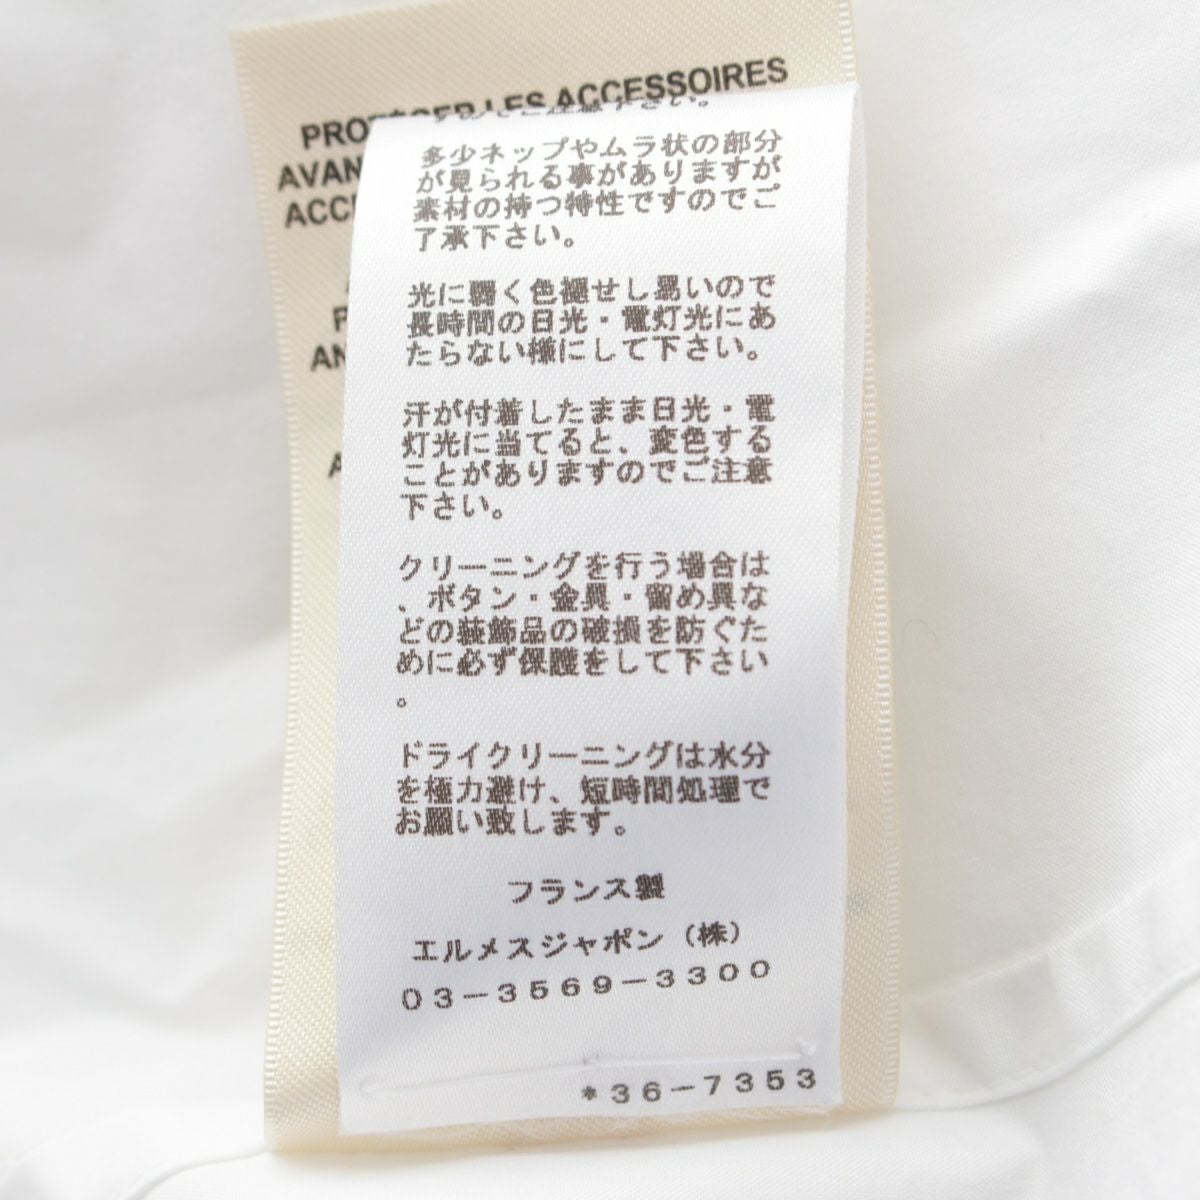 PROTÉGER LES ACCESSOIRES
AVAN
ACCE
AN
A
ご注意下さい。
多少ネップやムラ状の部分
が見られる事がありますが
素材の持つ特性ですのでご
了承下さい。
光に弱く色褪せし易いので
長時間の日光・電灯光にあ
たらない様にして下さい。
汗が付着したまま日光・電
灯光に当てると、変色する
ことがありますのでご注意
下さい。
クリーニングを行う場合は
、ボタン・金具・留め具な
どの装飾品の破損を防ぐた
めに必ず保護をして下さい
。
ドライクリーニングは水分
を極力避け、短時間処理で
お願い致します。
フランス製
エルメスジャポン（株）
03-3569-3300
*36-7353